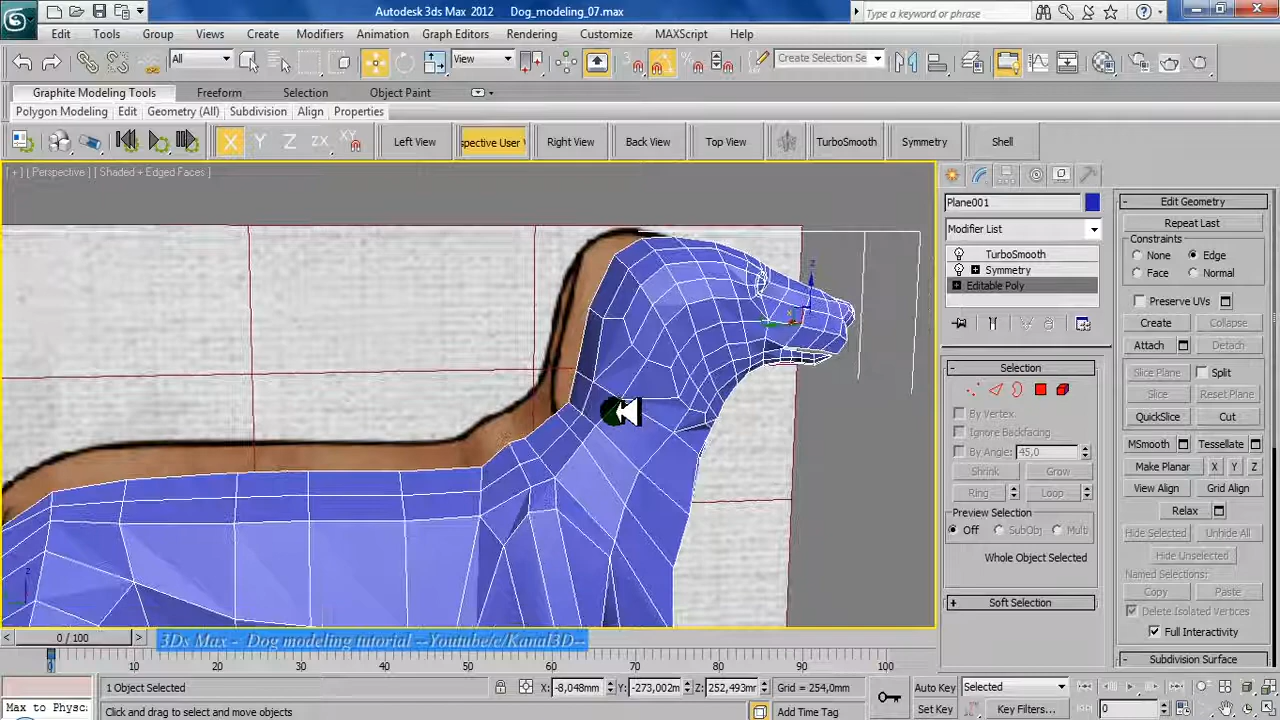 Autodesk 3ds Max 2012 Dog_modeling_07.max
Type a keyword or phrase
Edit Tools Group Views Create Modifiers Animation Graph Editors Rendering Customize MAXScript Help
All View Create Selection Se
Graphite Modeling Tools Freeform Selection Object Paint
Polygon Modeling Edit Geometry (All) Subdivision Align Properties
X Y Z ZX XY Left View spective User V Right View Back View Top View TurboSmooth Symmetry Shell
[ + ] [ Perspective ] [ Shaded + Edged Faces ]
Plane001
Modifier List
TurboSmooth
Symmetry
Editable Poly
Selection
By Vertex
Ignore Backfacing
By Angle: 45,0
Shrink Grow
Ring Loop
Preview Selection
Off SubObj Multi
Whole Object Selected
Soft Selection
Edit Geometry
Repeat Last
Constraints
None Edge
Face Normal
Preserve UVs
Create Collapse
Attach Detach
Slice Plane Split
Slice Reset Plane
QuickSlice Cut
MSmooth Tessellate
Make Planar X Y Z
View Align Grid Align
Relax
Hide Selected Unhide All
Hide Unselected
Named Selections:
Copy Paste
Delete Isolated Vertices
Full Interactivity
Subdivision Surface
0 / 100
3Ds Max - Dog modeling tutorial --Youtube/c/Kanal3D--
0 10 20 30 40 50 60 70 80 90 100
1 Object Selected X: -8,048mm Y: -273,002m Z: 252,493mr Grid = 254,0mm Auto Key Selected
Max to Physc Click and drag to select and move objects Add Time Tag Set Key Key Filters... 0